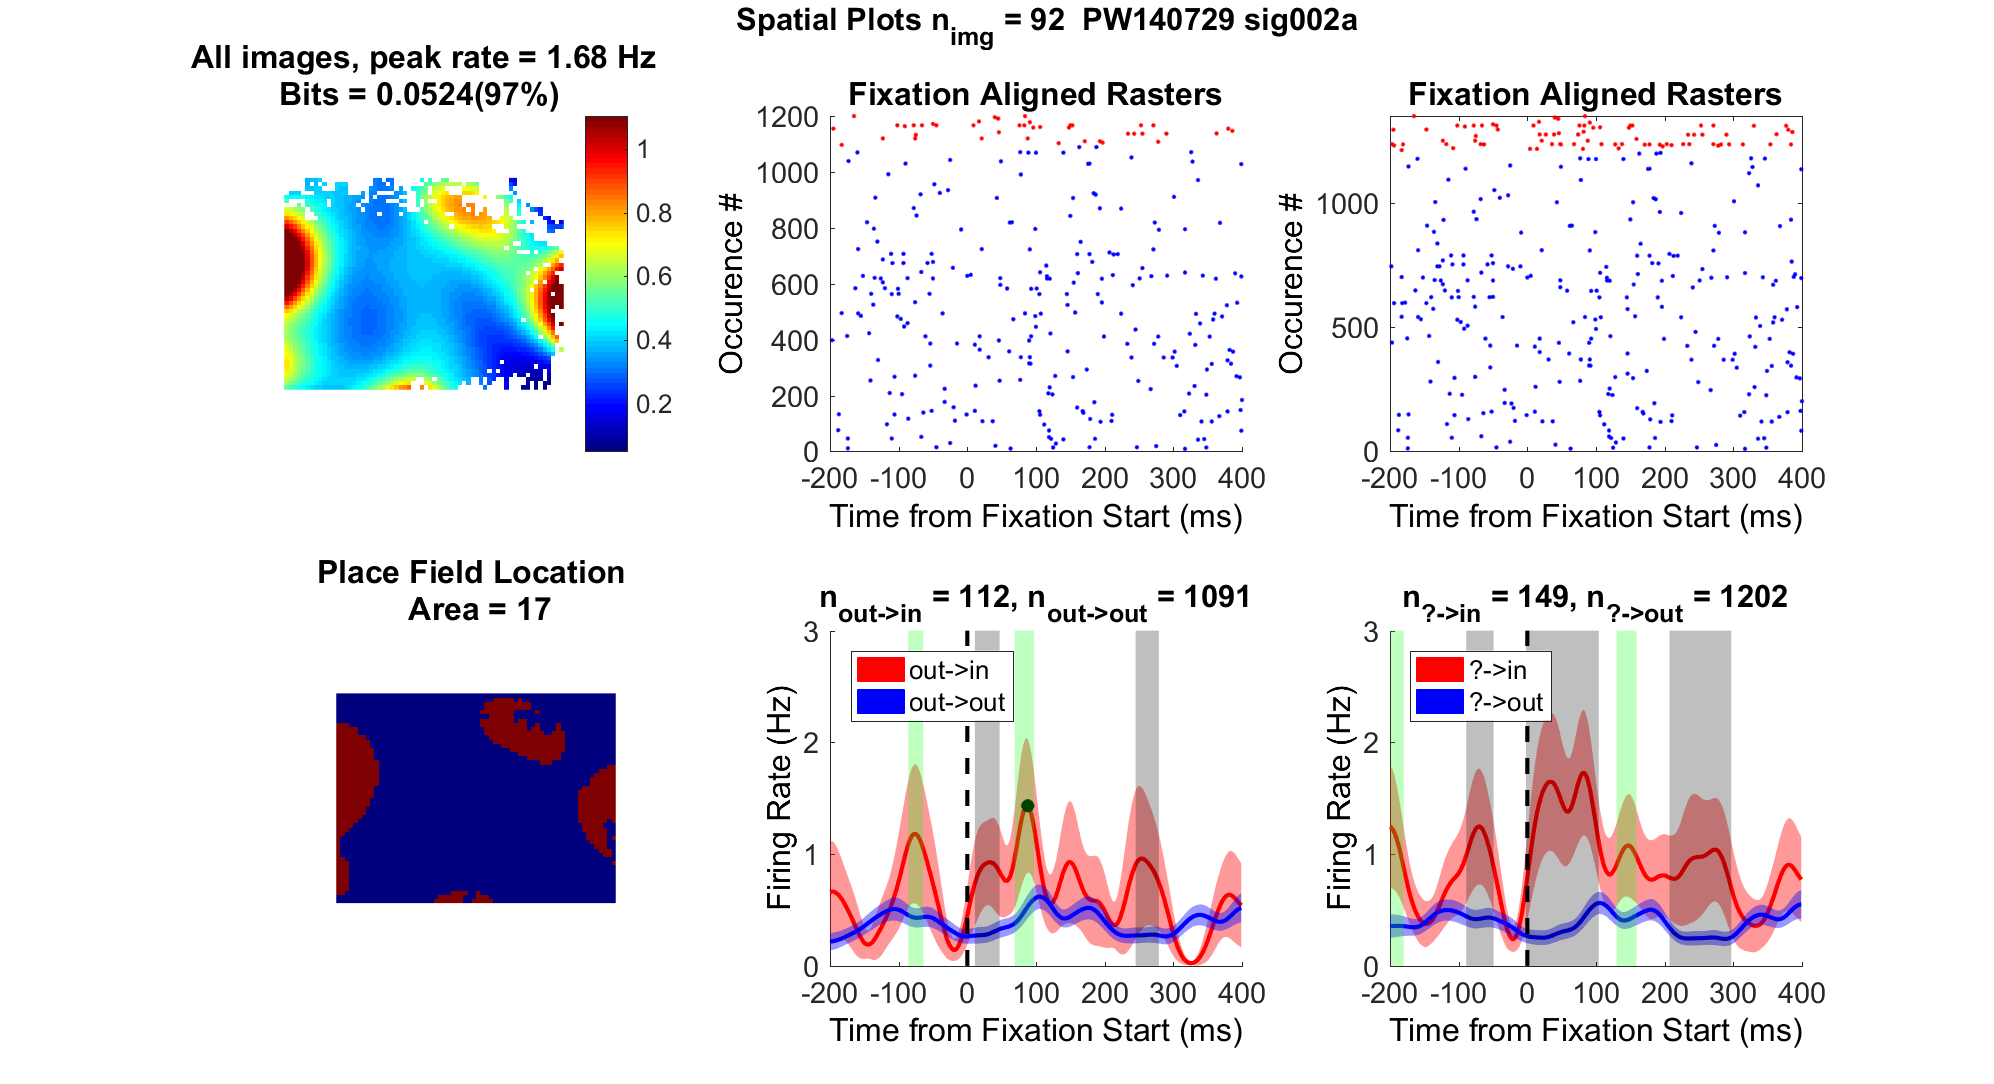 Spatial Plots n_img = 92  PW140729 sig002a
All images, peak rate = 1.68 Hz
Bits = 0.0524(97%)
1
0.8
0.6
0.4
0.2
Fixation Aligned Rasters
Occurence #
1200
1000
800
600
400
200
0
-200 -100 0 100 200 300 400
Time from Fixation Start (ms)
Fixation Aligned Rasters
Occurence #
1000
500
0
-200 -100 0 100 200 300 400
Time from Fixation Start (ms)
Place Field Location
Area = 17
n_out->in = 112, n_out->out = 1091
Firing Rate (Hz)
3
2
1
0
out->in
out->out
-200 -100 0 100 200 300 400
Time from Fixation Start (ms)
n_?->in = 149, n_?->out = 1202
Firing Rate (Hz)
3
2
1
0
?->in
?->out
-200 -100 0 100 200 300 400
Time from Fixation Start (ms)